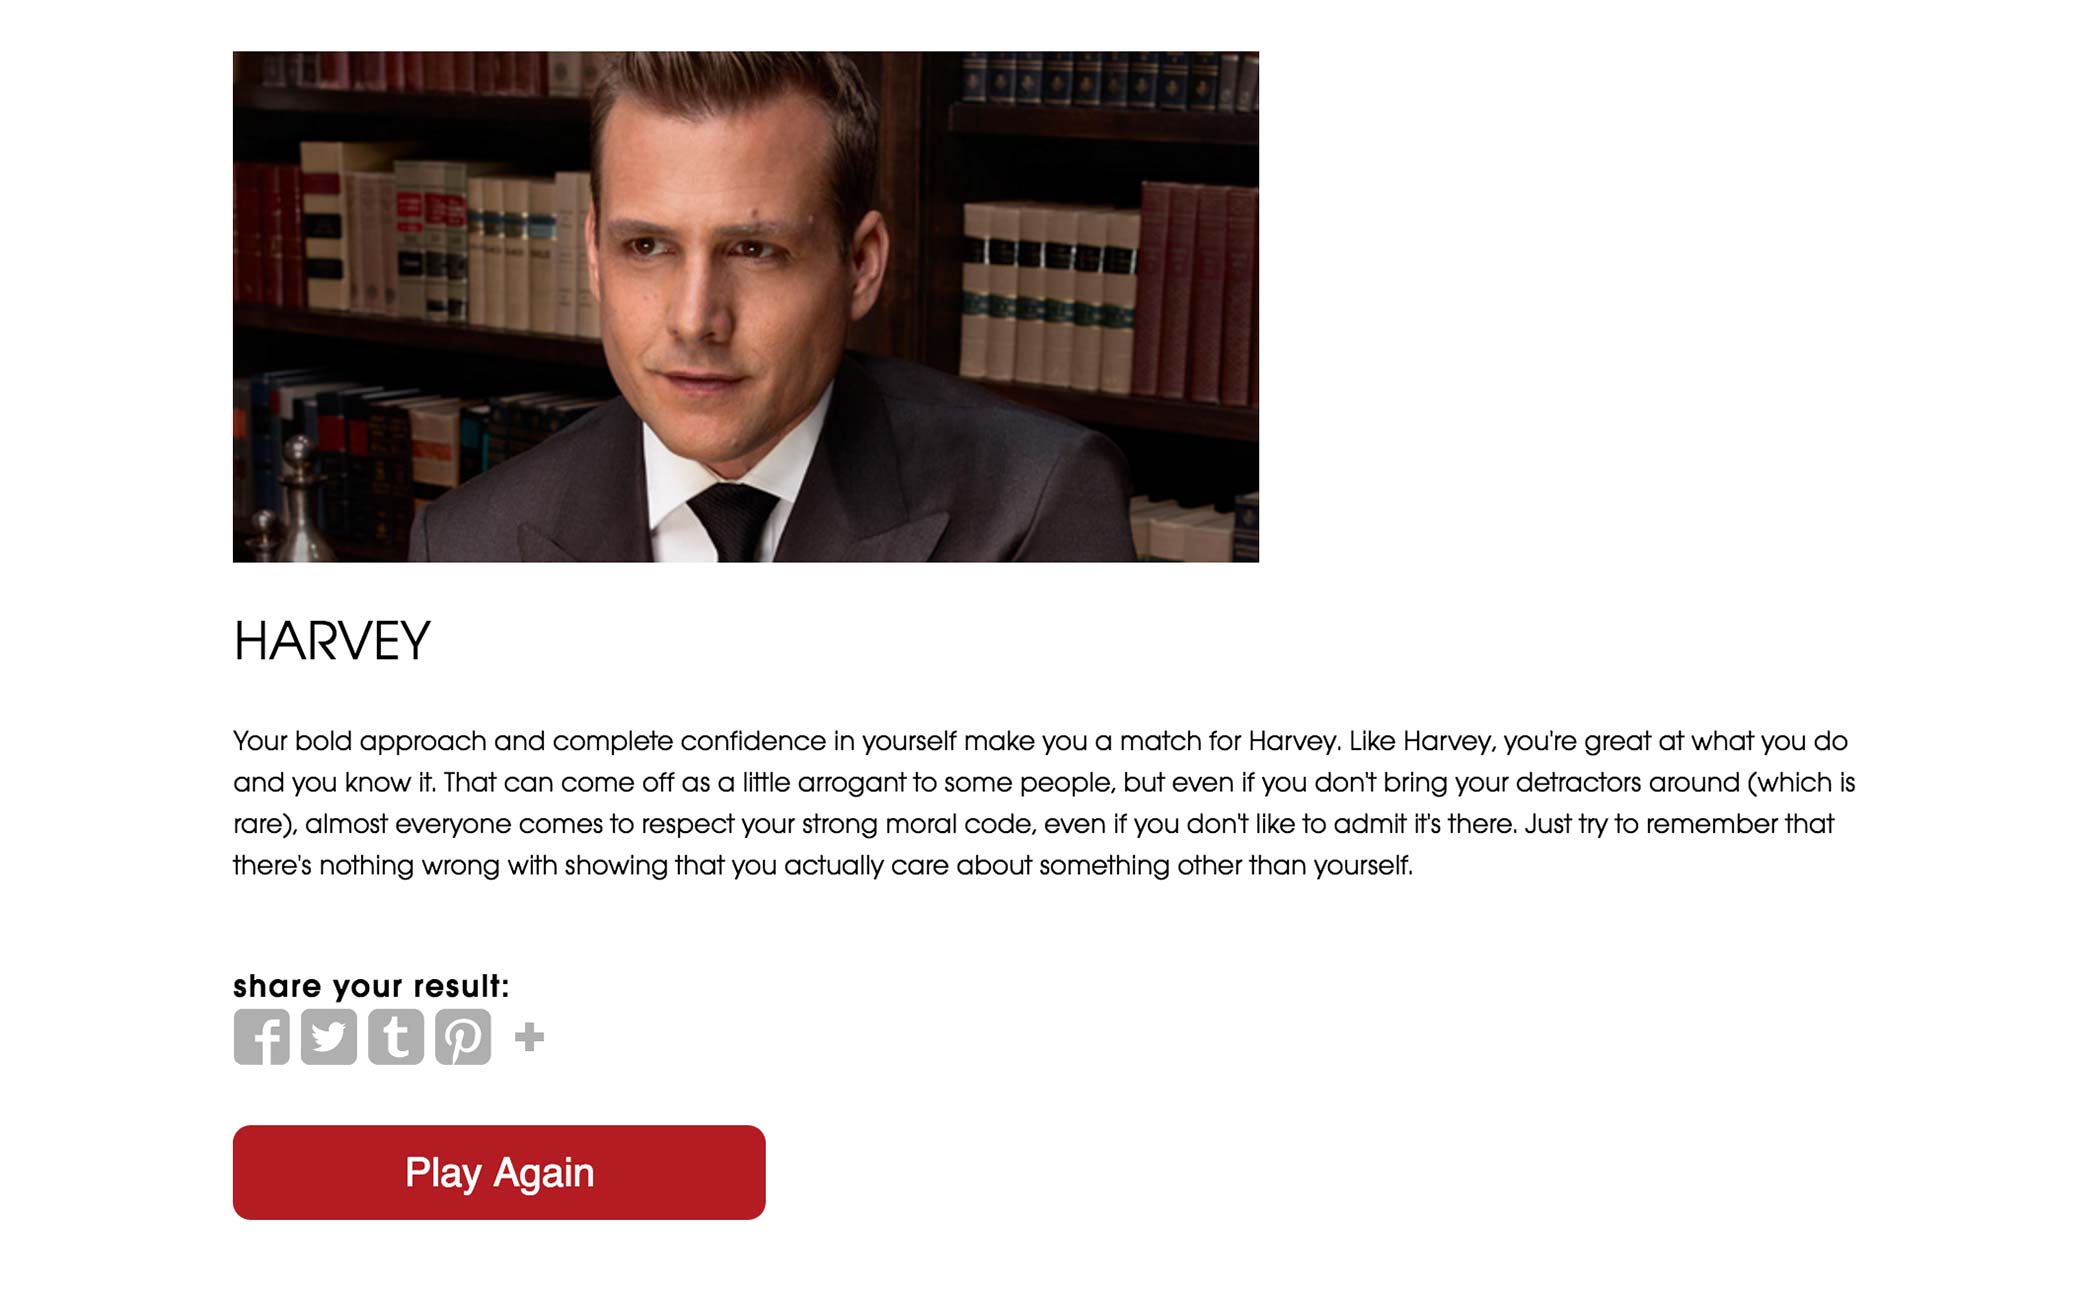 HARVEY
Your bold approach and complete confidence in yourself make you a match for Harvey. Like Harvey, you're great at what you do
and you know it. That can come off as a little arrogant to some people, but even if you don't bring your detractors around (which is
rare), almost everyone comes to respect your strong moral code, even if you don't like to admit it's there. Just try to remember that
there's nothing wrong with showing that you actually care about something other than yourself.
share your result:
Play Again